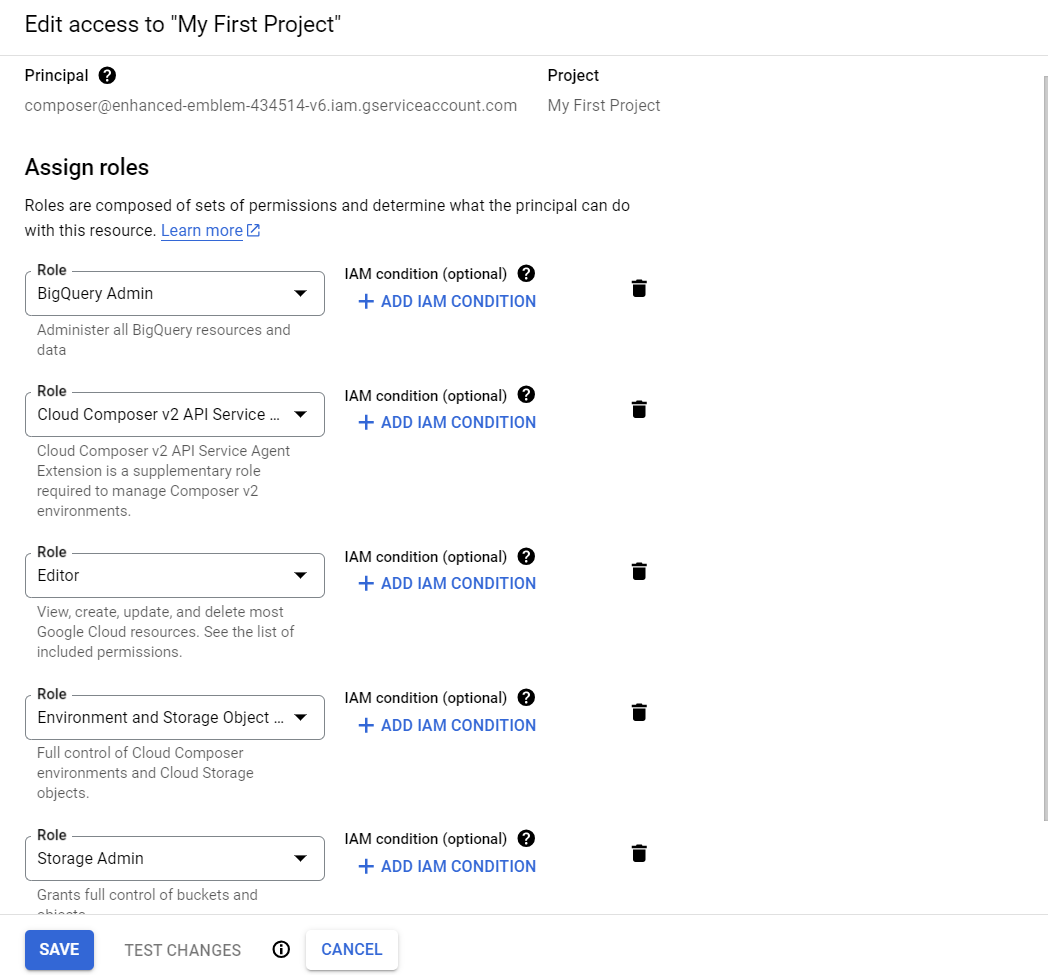 Edit access to "My First Project"
Principal
Project
composer@enhanced-emblem-434514-v6.iam.gserviceaccount.com
My First Project
Assign roles
Roles are composed of sets of permissions and determine what the principal can do
with this resource. Learn more
Role
IAM condition (optional)
BigQuery Admin
ADD IAM CONDITION
Administer all BigQuery resources and
data
Role
IAM condition (optional)
Cloud Composer v2 API Service ...
ADD IAM CONDITION
Cloud Composer v2 API Service Agent
Extension is a supplementary role
required to manage Composer v2
environments.
Role
IAM condition (optional)
Editor
ADD IAM CONDITION
View, create, update, and delete most
Google Cloud resources. See the list of
included permissions.
Role
IAM condition (optional)
Environment and Storage Object ...
ADD IAM CONDITION
Full control of Cloud Composer
environments and Cloud Storage
objects.
Role
IAM condition (optional)
Storage Admin
ADD IAM CONDITION
Grants full control of buckets and
objects.
SAVE
TEST CHANGES
CANCEL